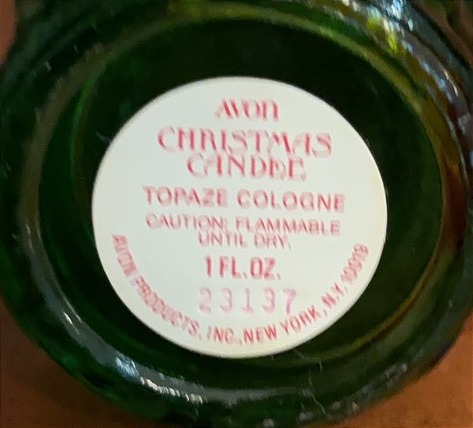 AVON
CHRISTMAS
CANDLE
TOPAZE COLOGNE
CAUTION: FLAMMABLE
UNTIL DRY.
1 FL.OZ.
23137
AVON PRODUCTS, INC., NEW YORK, N.Y. 10019